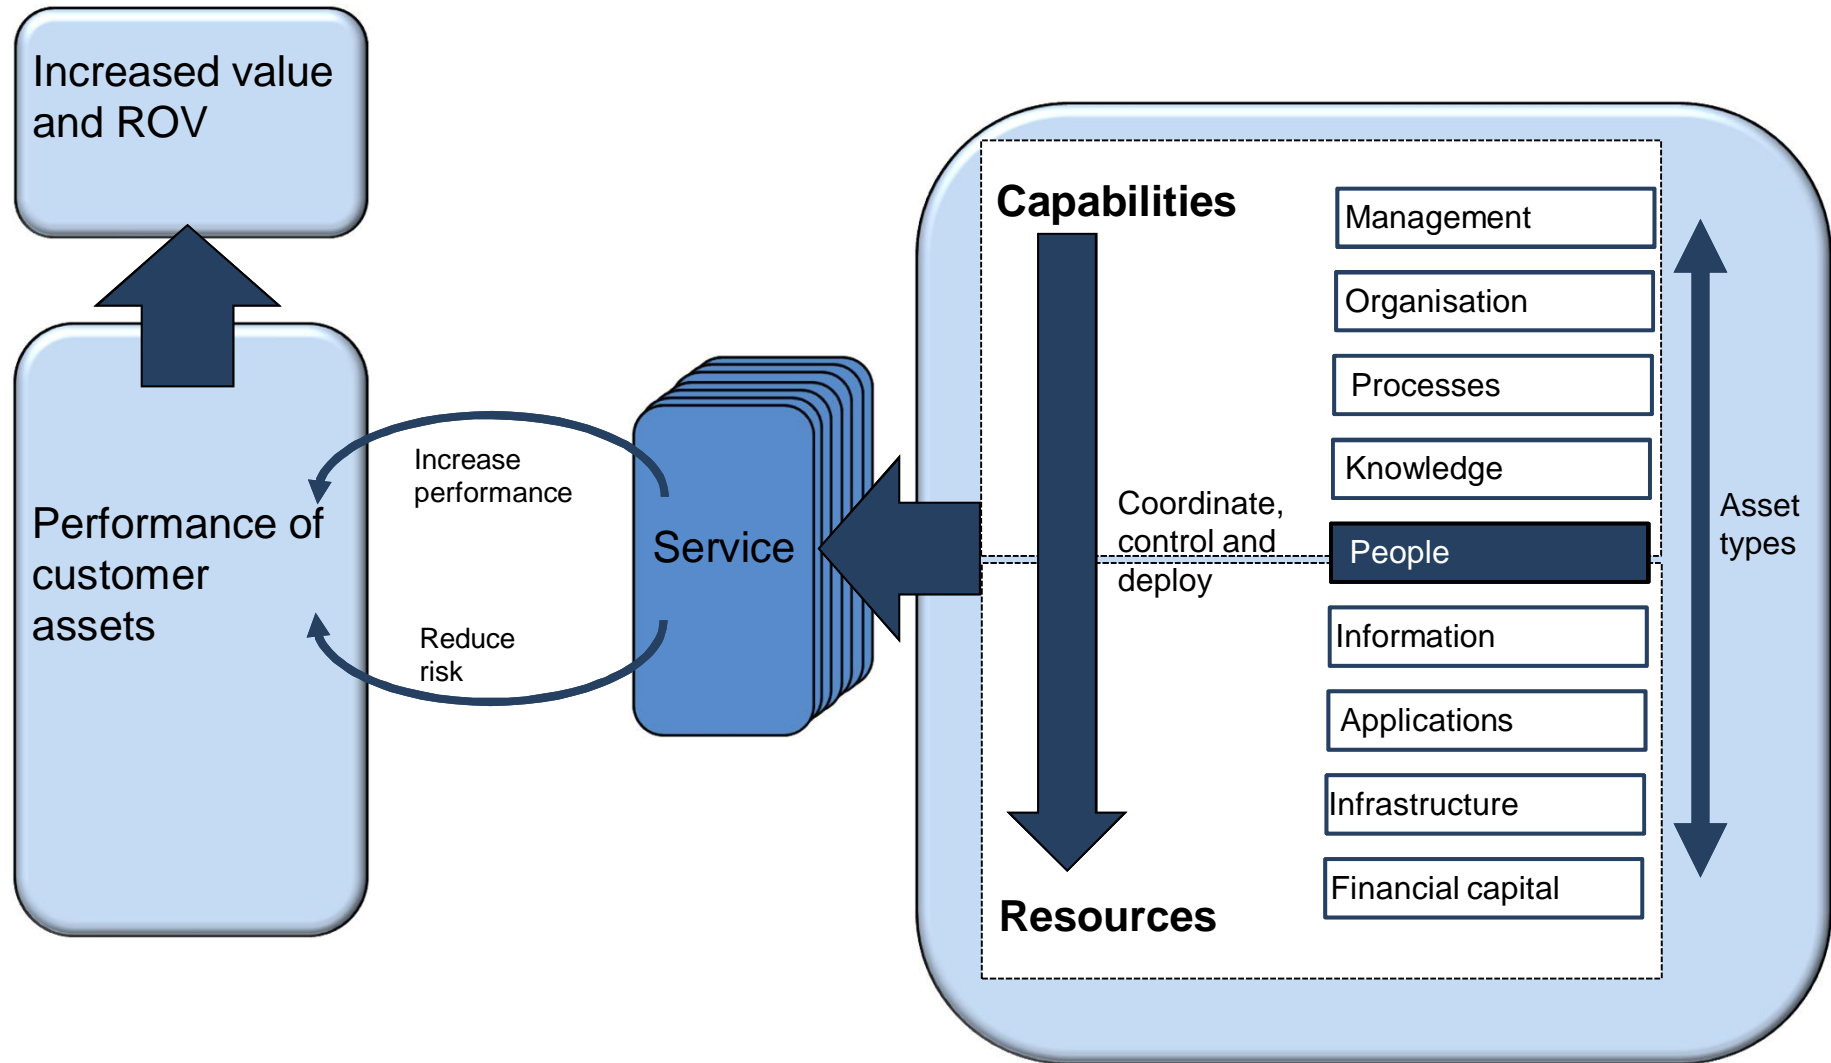 Increased value
and ROV
Performance of
customer
assets
Increase
performance
Reduce
risk
Service
Capabilities
Coordinate,
control and
deploy
Resources
Management
Organisation
Processes
Knowledge
People
Information
Applications
Infrastructure
Financial capital
Asset
types